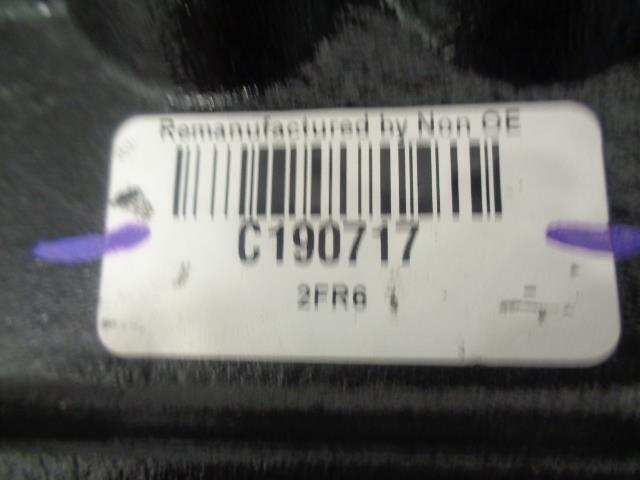 Remanufactured by Non OE
C190717
2FR6